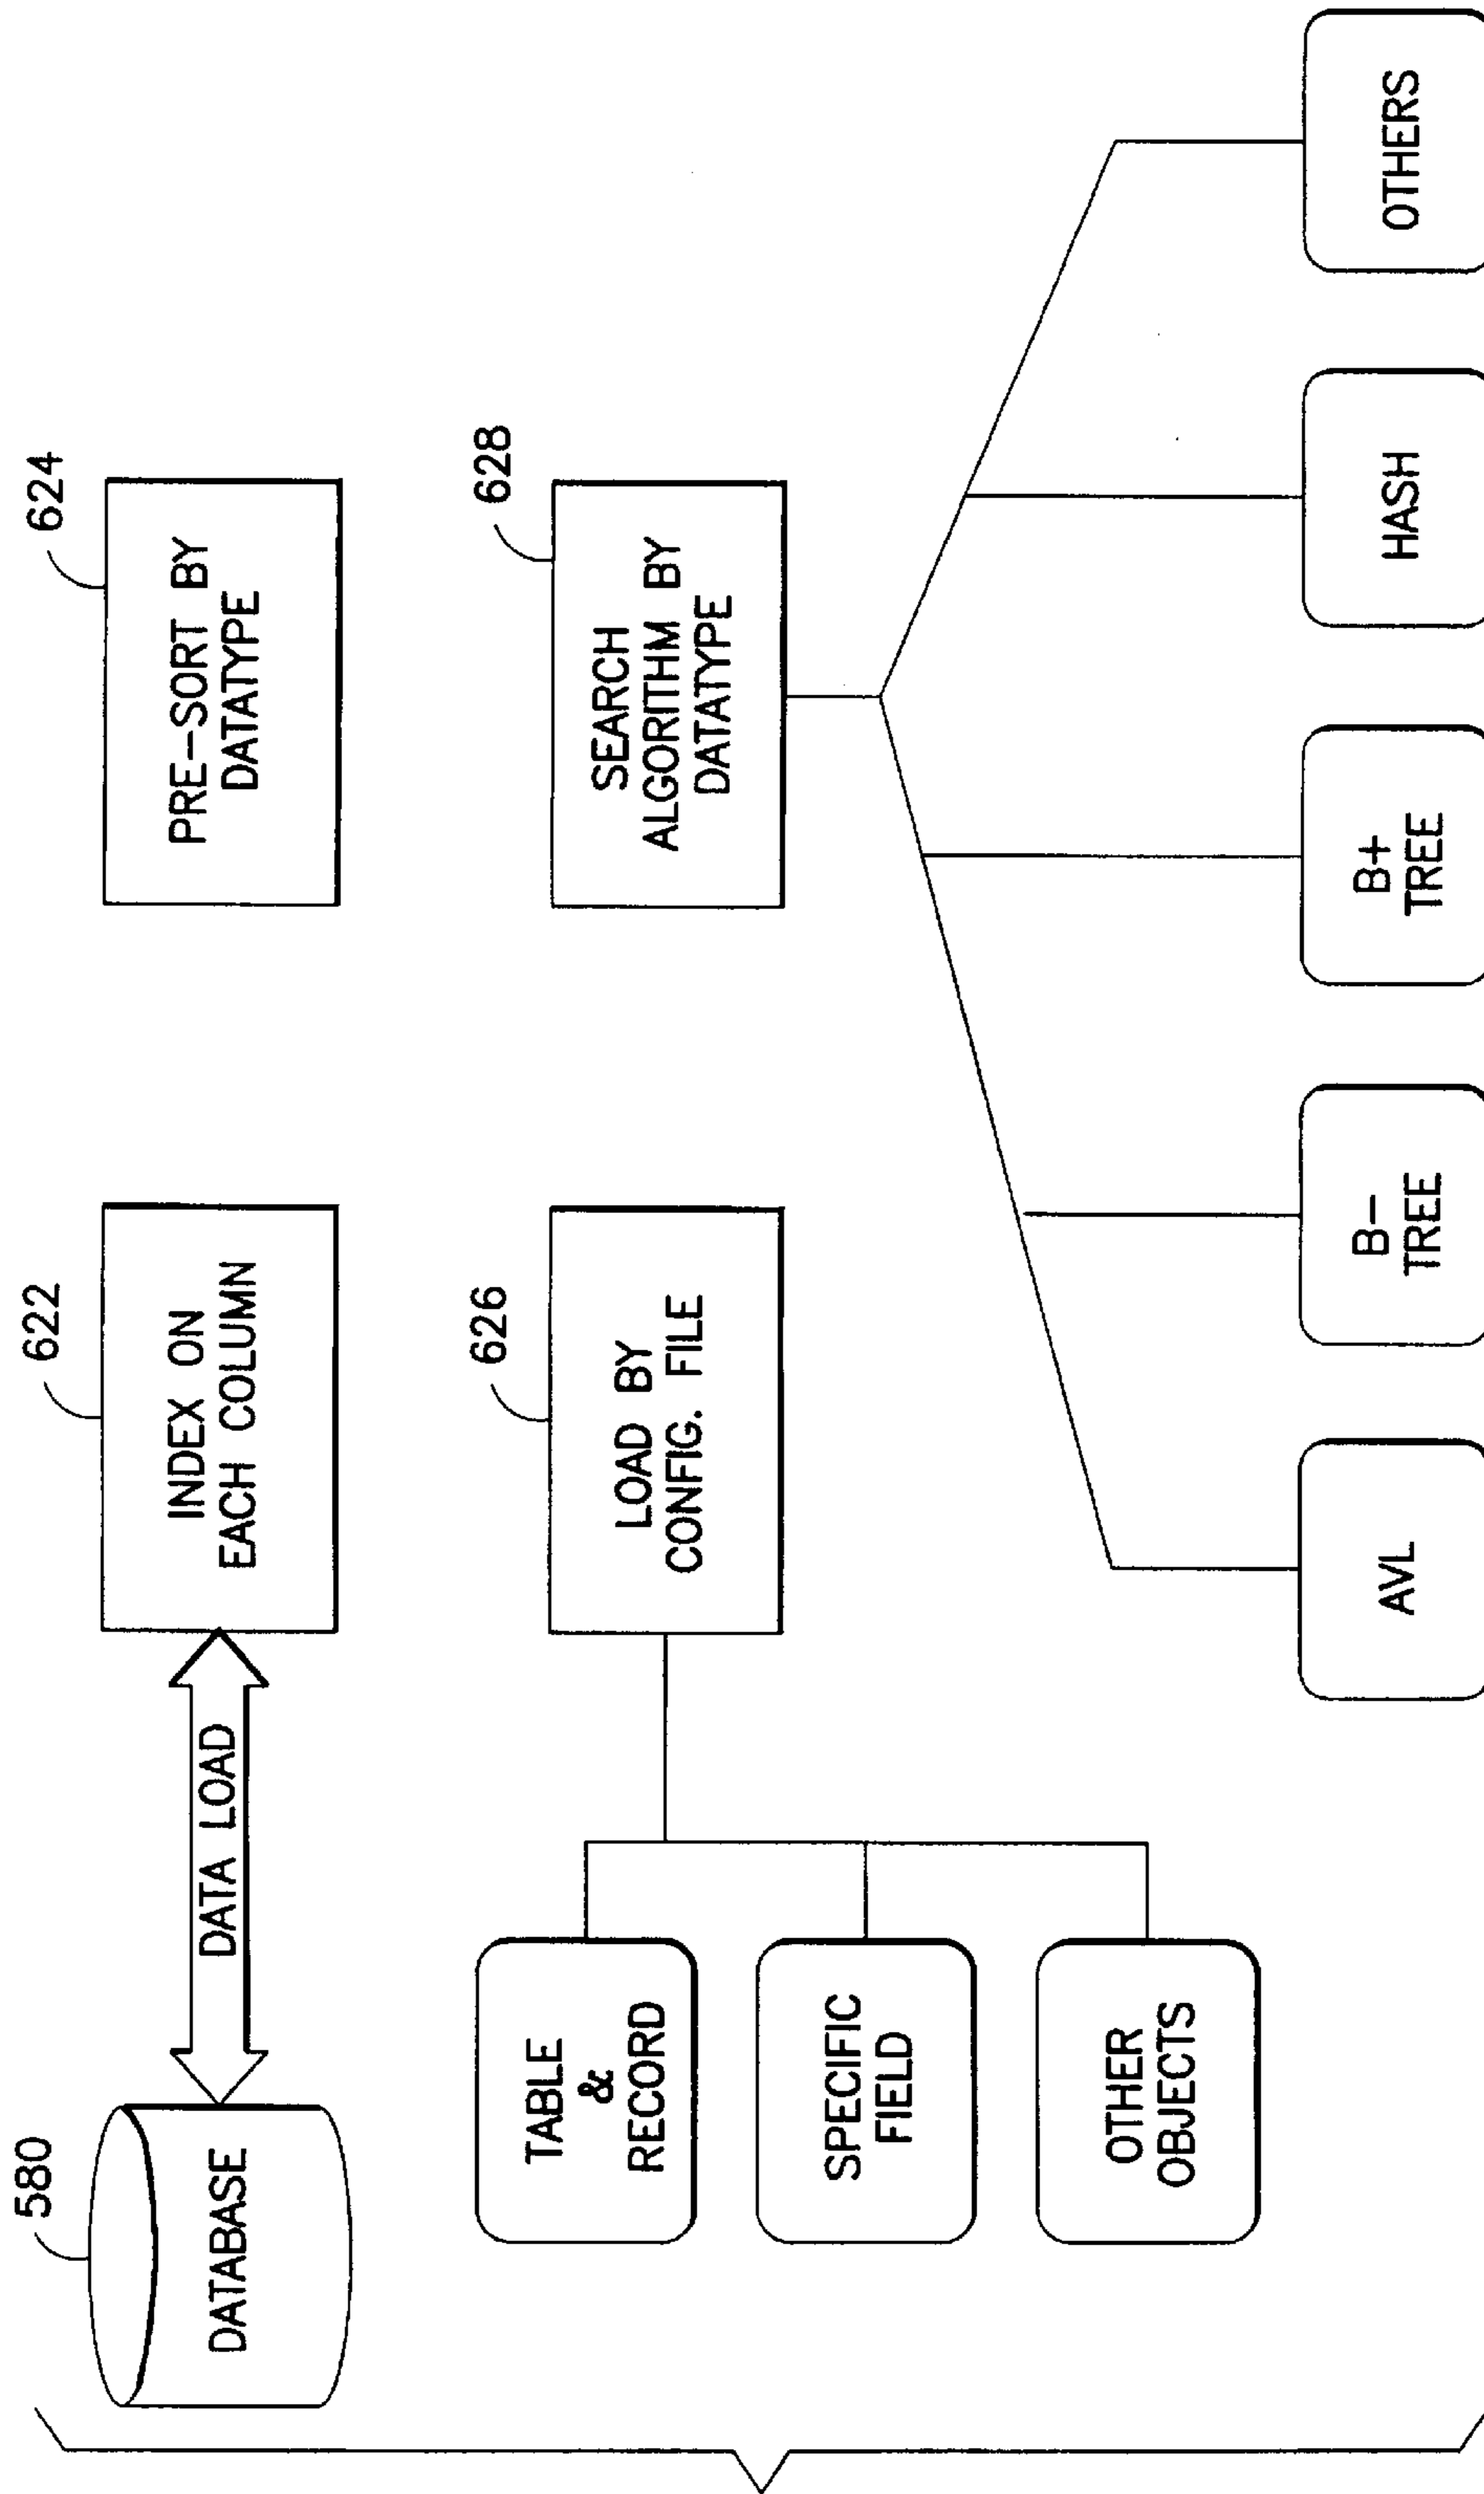 580
DATABASE
DATA LOAD
622
INDEX ON
EACH COLUMN
624
PRE-SORT BY
DATATYPE
TABLE
&
RECORD
SPECIFIC
FIELD
OTHER
OBJECTS
626
LOAD BY
CONFIG. FILE
628
SEARCH
ALGORITHM BY
DATATYPE
AVL
B-
TREE
B+
TREE
HASH
OTHERS